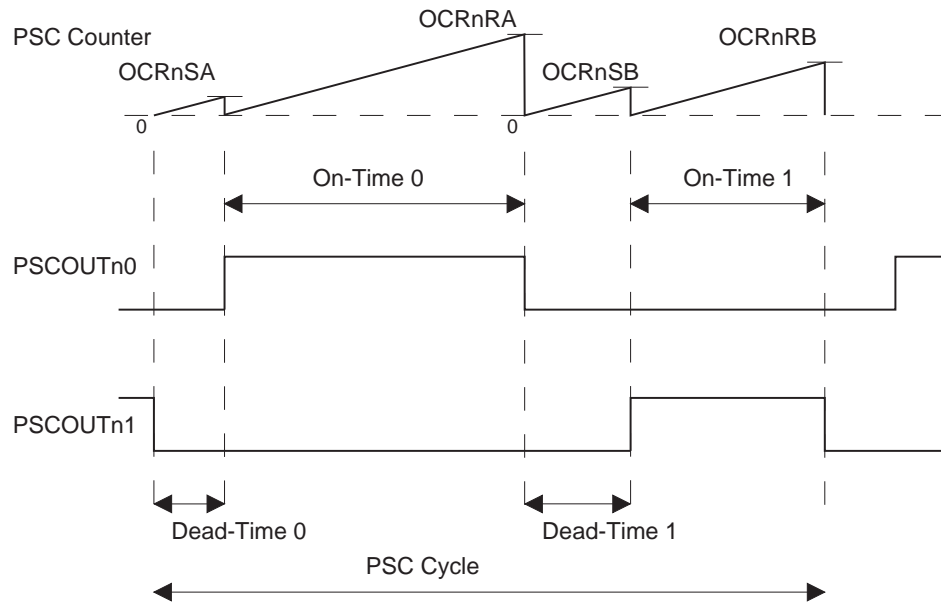 OCRnRA
PSC Counter
OCRnRB
OCRnSA
OCRnSB
0
0
On-Time 0
On-Time 1
PSCOUTn0
PSCOUTn1
Dead-Time 0
Dead-Time 1
PSC Cycle